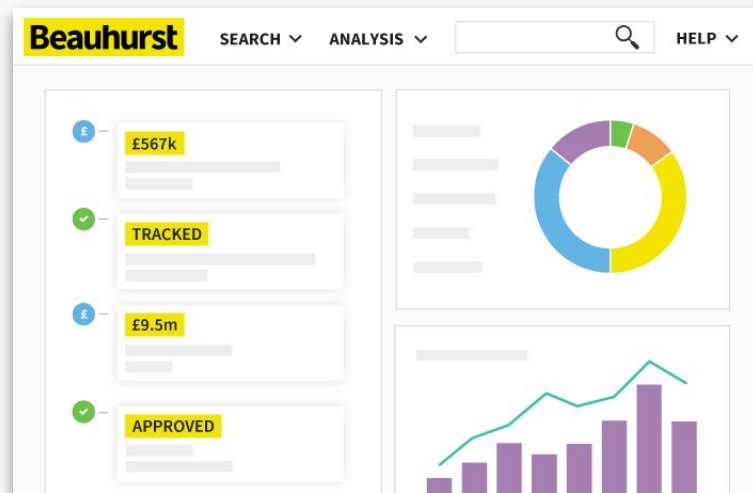 Beauhurst SEARCH ANALYSIS HELP
£
£567k
TRACKED
£
£9.5m
APPROVED